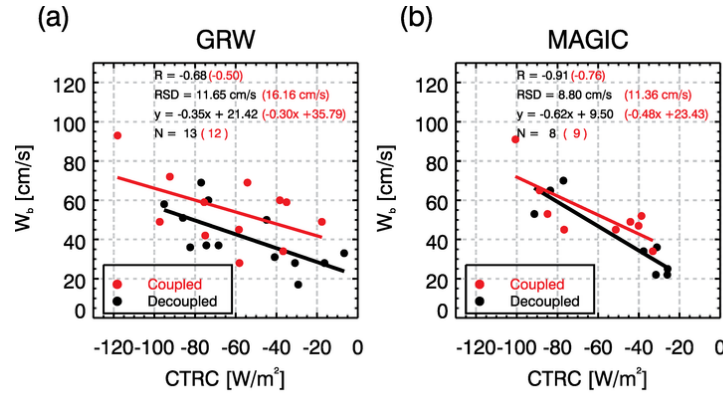 (a)
GRW
R = -0.68 (-0.50)
RSD = 11.65 cm/s (16.16 cm/s)
y = -0.35x + 21.42 (-0.30x +35.79)
N = 13 ( 12 )
120
100
80
60
40
20
0
W_b [cm/s]
Coupled
Decoupled
-120 -100 -80 -60 -40 -20 0
CTRC [W/m²]
(b)
MAGIC
R = -0.91 (-0.76)
RSD = 8.80 cm/s (11.36 cm/s)
y = -0.62x + 9.50 (-0.48x+23.43)
N = 8 ( 9 )
120
100
80
60
40
20
0
W_b [cm/s]
Coupled
Decoupled
-120 -100 -80 -60 -40 -20 0
CTRC [W/m²]